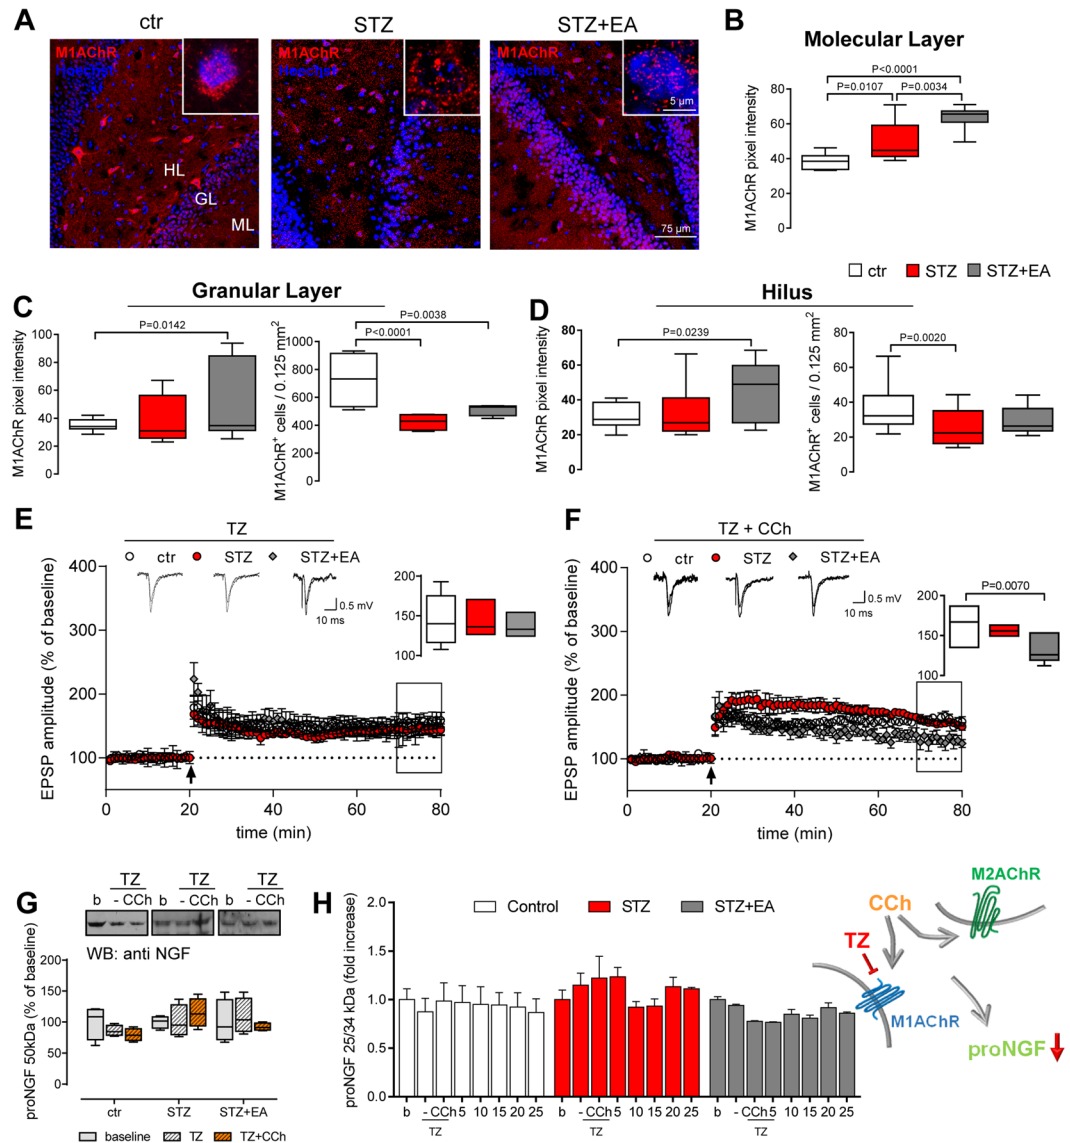 A
ctr
STZ
STZ+EA
M1AChR
Hoechst
M1AChR
Hoechst
M1AChR
Hoechst
HL
GL
ML
5 µm
75 µm
B
Molecular Layer
P<0.0001
P=0.0107
P=0.0034
M1AChR pixel intensity
80
60
40
20
0
ctr
STZ
STZ+EA
C
Granular Layer
M1AChR pixel intensity
100
80
60
40
20
0
P=0.0142
M1AChR+ cells / 0.125 mm2
1000
800
600
400
200
0
P=0.0038
P<0.0001
D
Hilus
M1AChR pixel intensity
80
60
40
20
0
P=0.0239
M1AChR+ cells / 0.125 mm2
80
60
40
20
0
P=0.0020
E
TZ
ctr
STZ
STZ+EA
EPSP amplitude (% of baseline)
400
300
200
100
0.5 mV
10 ms
200
150
100
0
20
40
60
80
time (min)
F
TZ + CCh
ctr
STZ
STZ+EA
EPSP amplitude (% of baseline)
400
300
200
100
0.5 mV
10 ms
P=0.0070
200
150
100
0
20
40
60
80
time (min)
G
TZ
TZ
TZ
b - CCh
b - CCh
b - CCh
WB: anti NGF
proNGF 50kDa (% of baseline)
200
150
100
50
0
ctr
STZ
STZ+EA
baseline
TZ
TZ+CCh
H
Control
STZ
STZ+EA
proNGF 25/34 kDa (fold increase)
2.0
1.5
1.0
0.5
0.0
b - CCh 5 10 15 20 25
b - CCh 5 10 15 20 25
b - CCh 5 10 15 20 25
TZ
TZ
TZ
M2AChR
CCh
TZ
M1AChR
proNGF